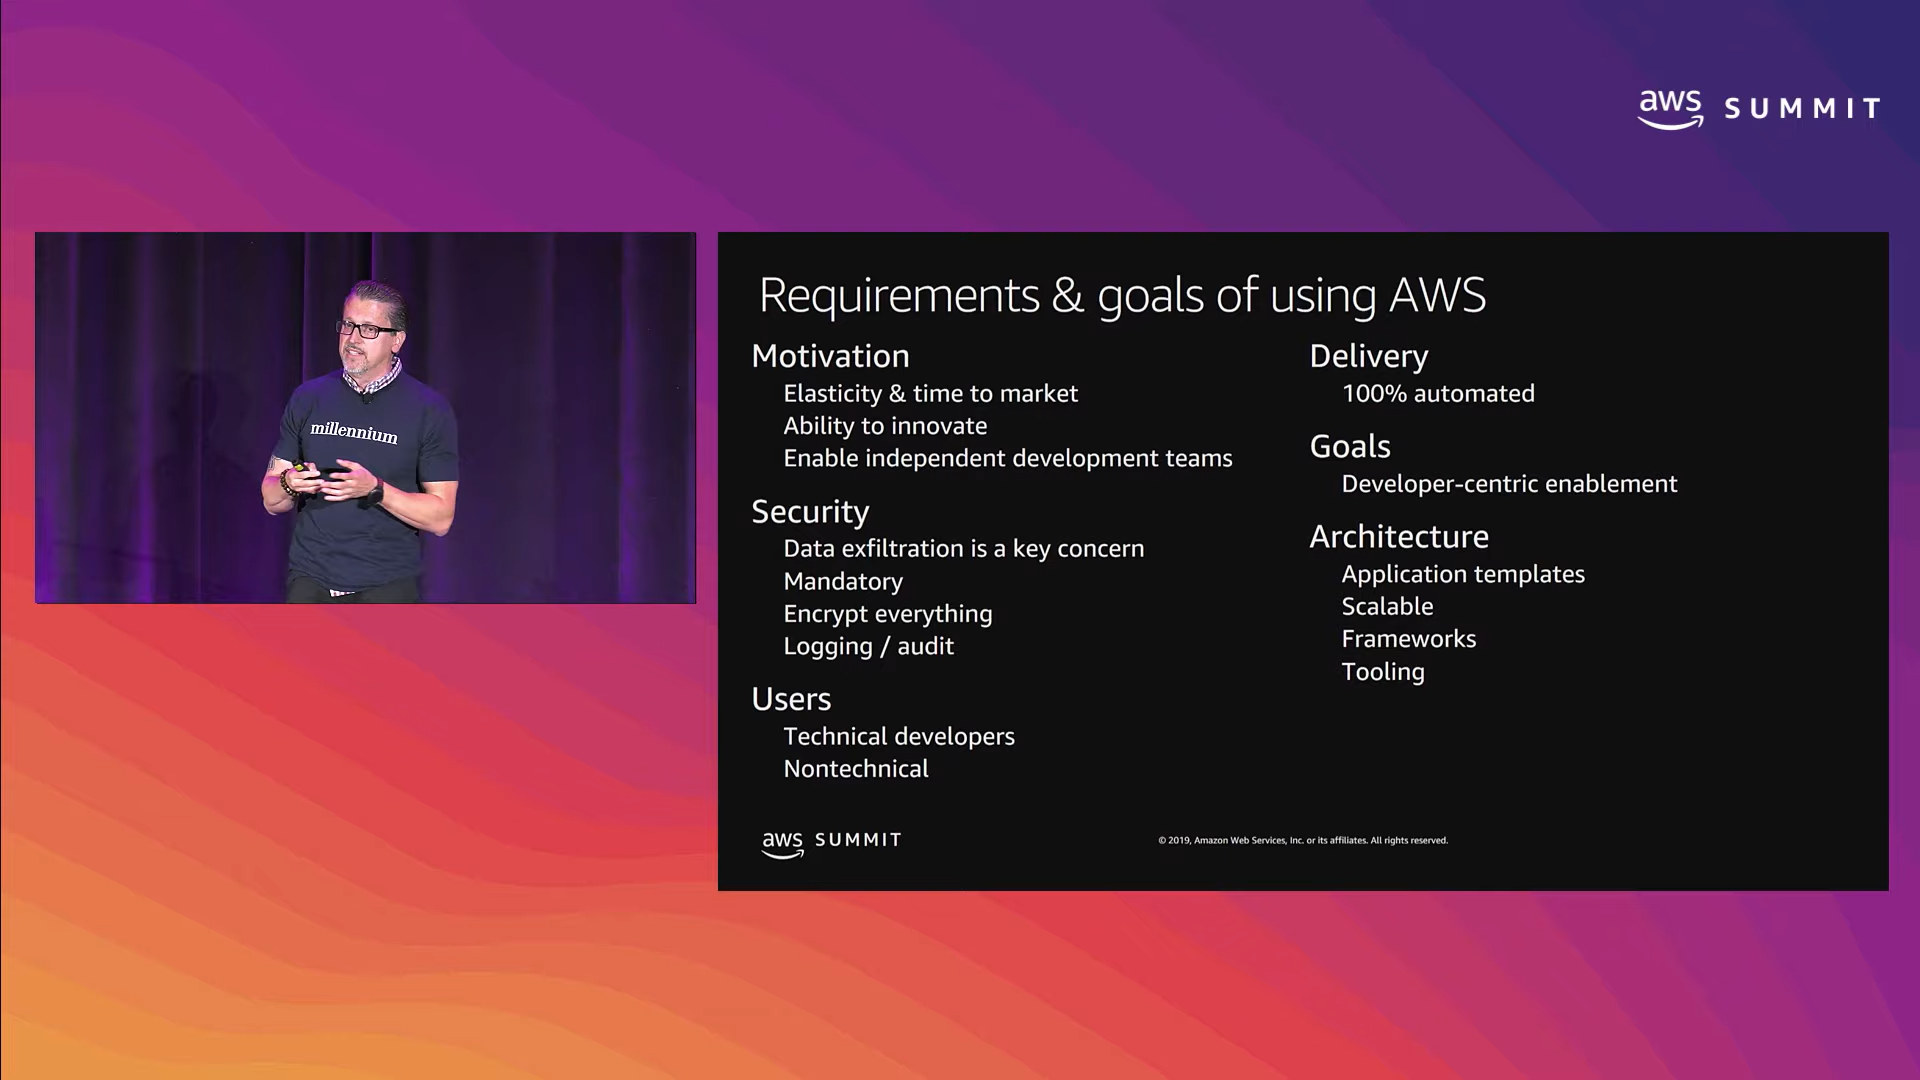 aws SUMMIT
millennium
Requirements & goals of using AWS
Motivation
Elasticity & time to market
Ability to innovate
Enable independent development teams
Security
Data exfiltration is a key concern
Mandatory
Encrypt everything
Logging / audit
Users
Technical developers
Nontechnical
Delivery
100% automated
Goals
Developer-centric enablement
Architecture
Application templates
Scalable
Frameworks
Tooling
aws SUMMIT
© 2019, Amazon Web Services, Inc. or its affiliates. All rights reserved.